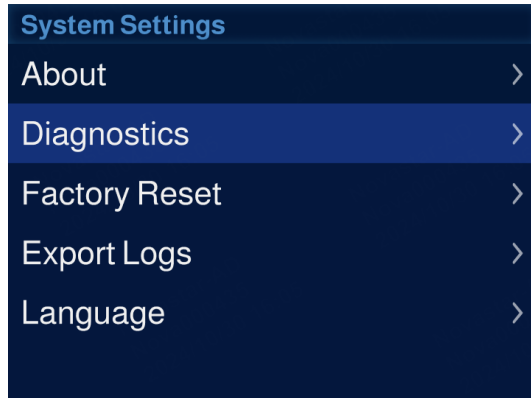 System Settings
About
Diagnostics
Factory Reset
Export Logs
Language